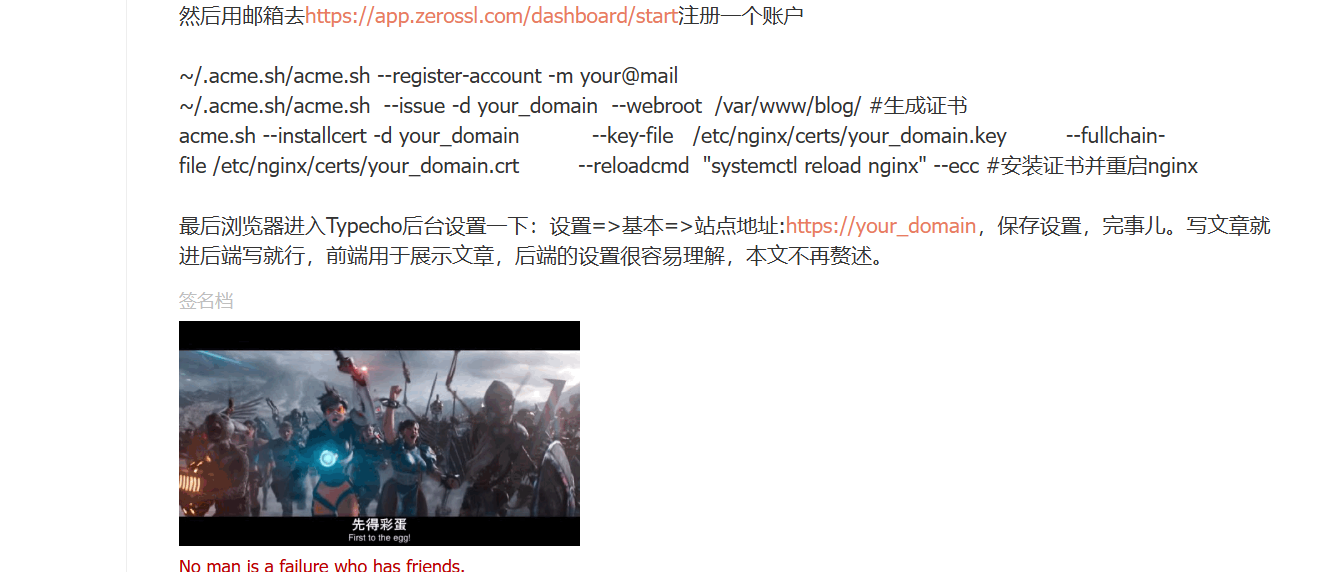 然后用邮箱去https://app.zerossl.com/dashboard/start注册一个账户
~/.acme.sh/acme.sh --register-account -m your@mail
~/.acme.sh/acme.sh  --issue -d your_domain  --webroot  /var/www/blog/ #生成证书
acme.sh --installcert -d your_domain           --key-file   /etc/nginx/certs/your_domain.key         --fullchain-
file /etc/nginx/certs/your_domain.crt         --reloadcmd  "systemctl reload nginx" --ecc #安装证书并重启nginx
最后浏览器进入Typecho后台设置一下：设置=>基本=>站点地址:https://your_domain，保存设置，完事儿。写文章就
进后端写就行，前端用于展示文章，后端的设置很容易理解，本文不再赘述。
签名档
先得彩蛋
First to the egg!
No man is a failure who has friends.